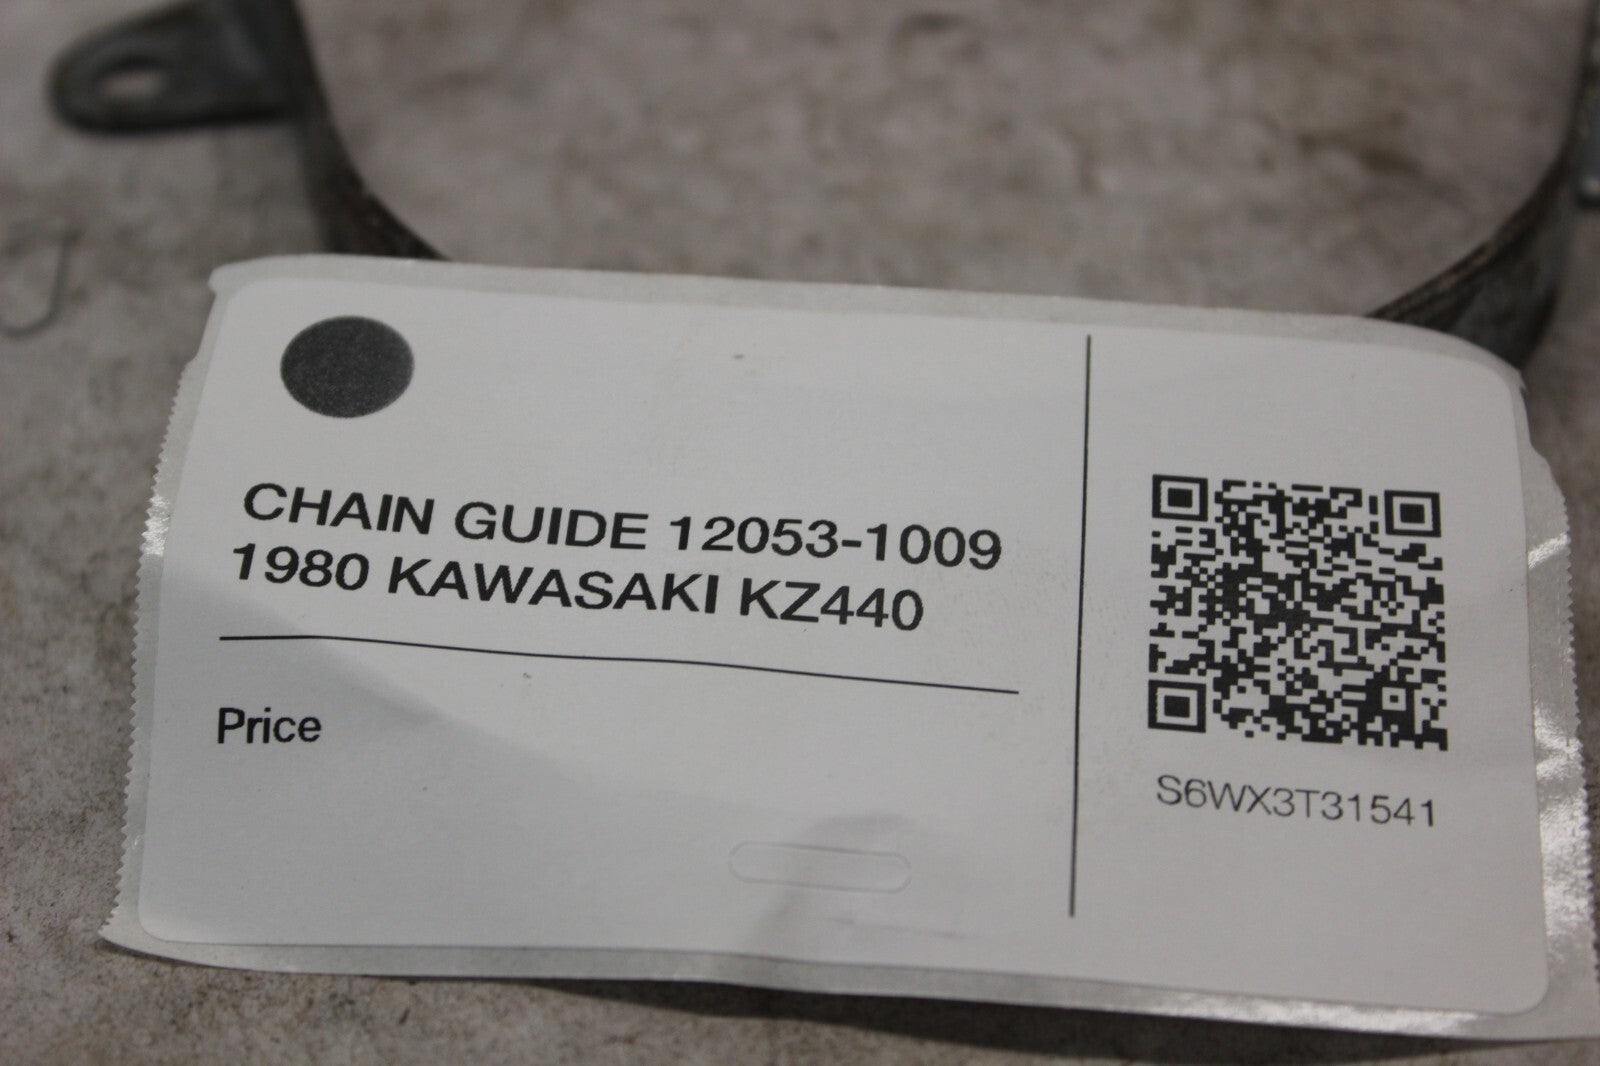 CHAIN GUIDE 12053-1009
1980 KAWASAKI KZ440
Price
S6WX3T31541